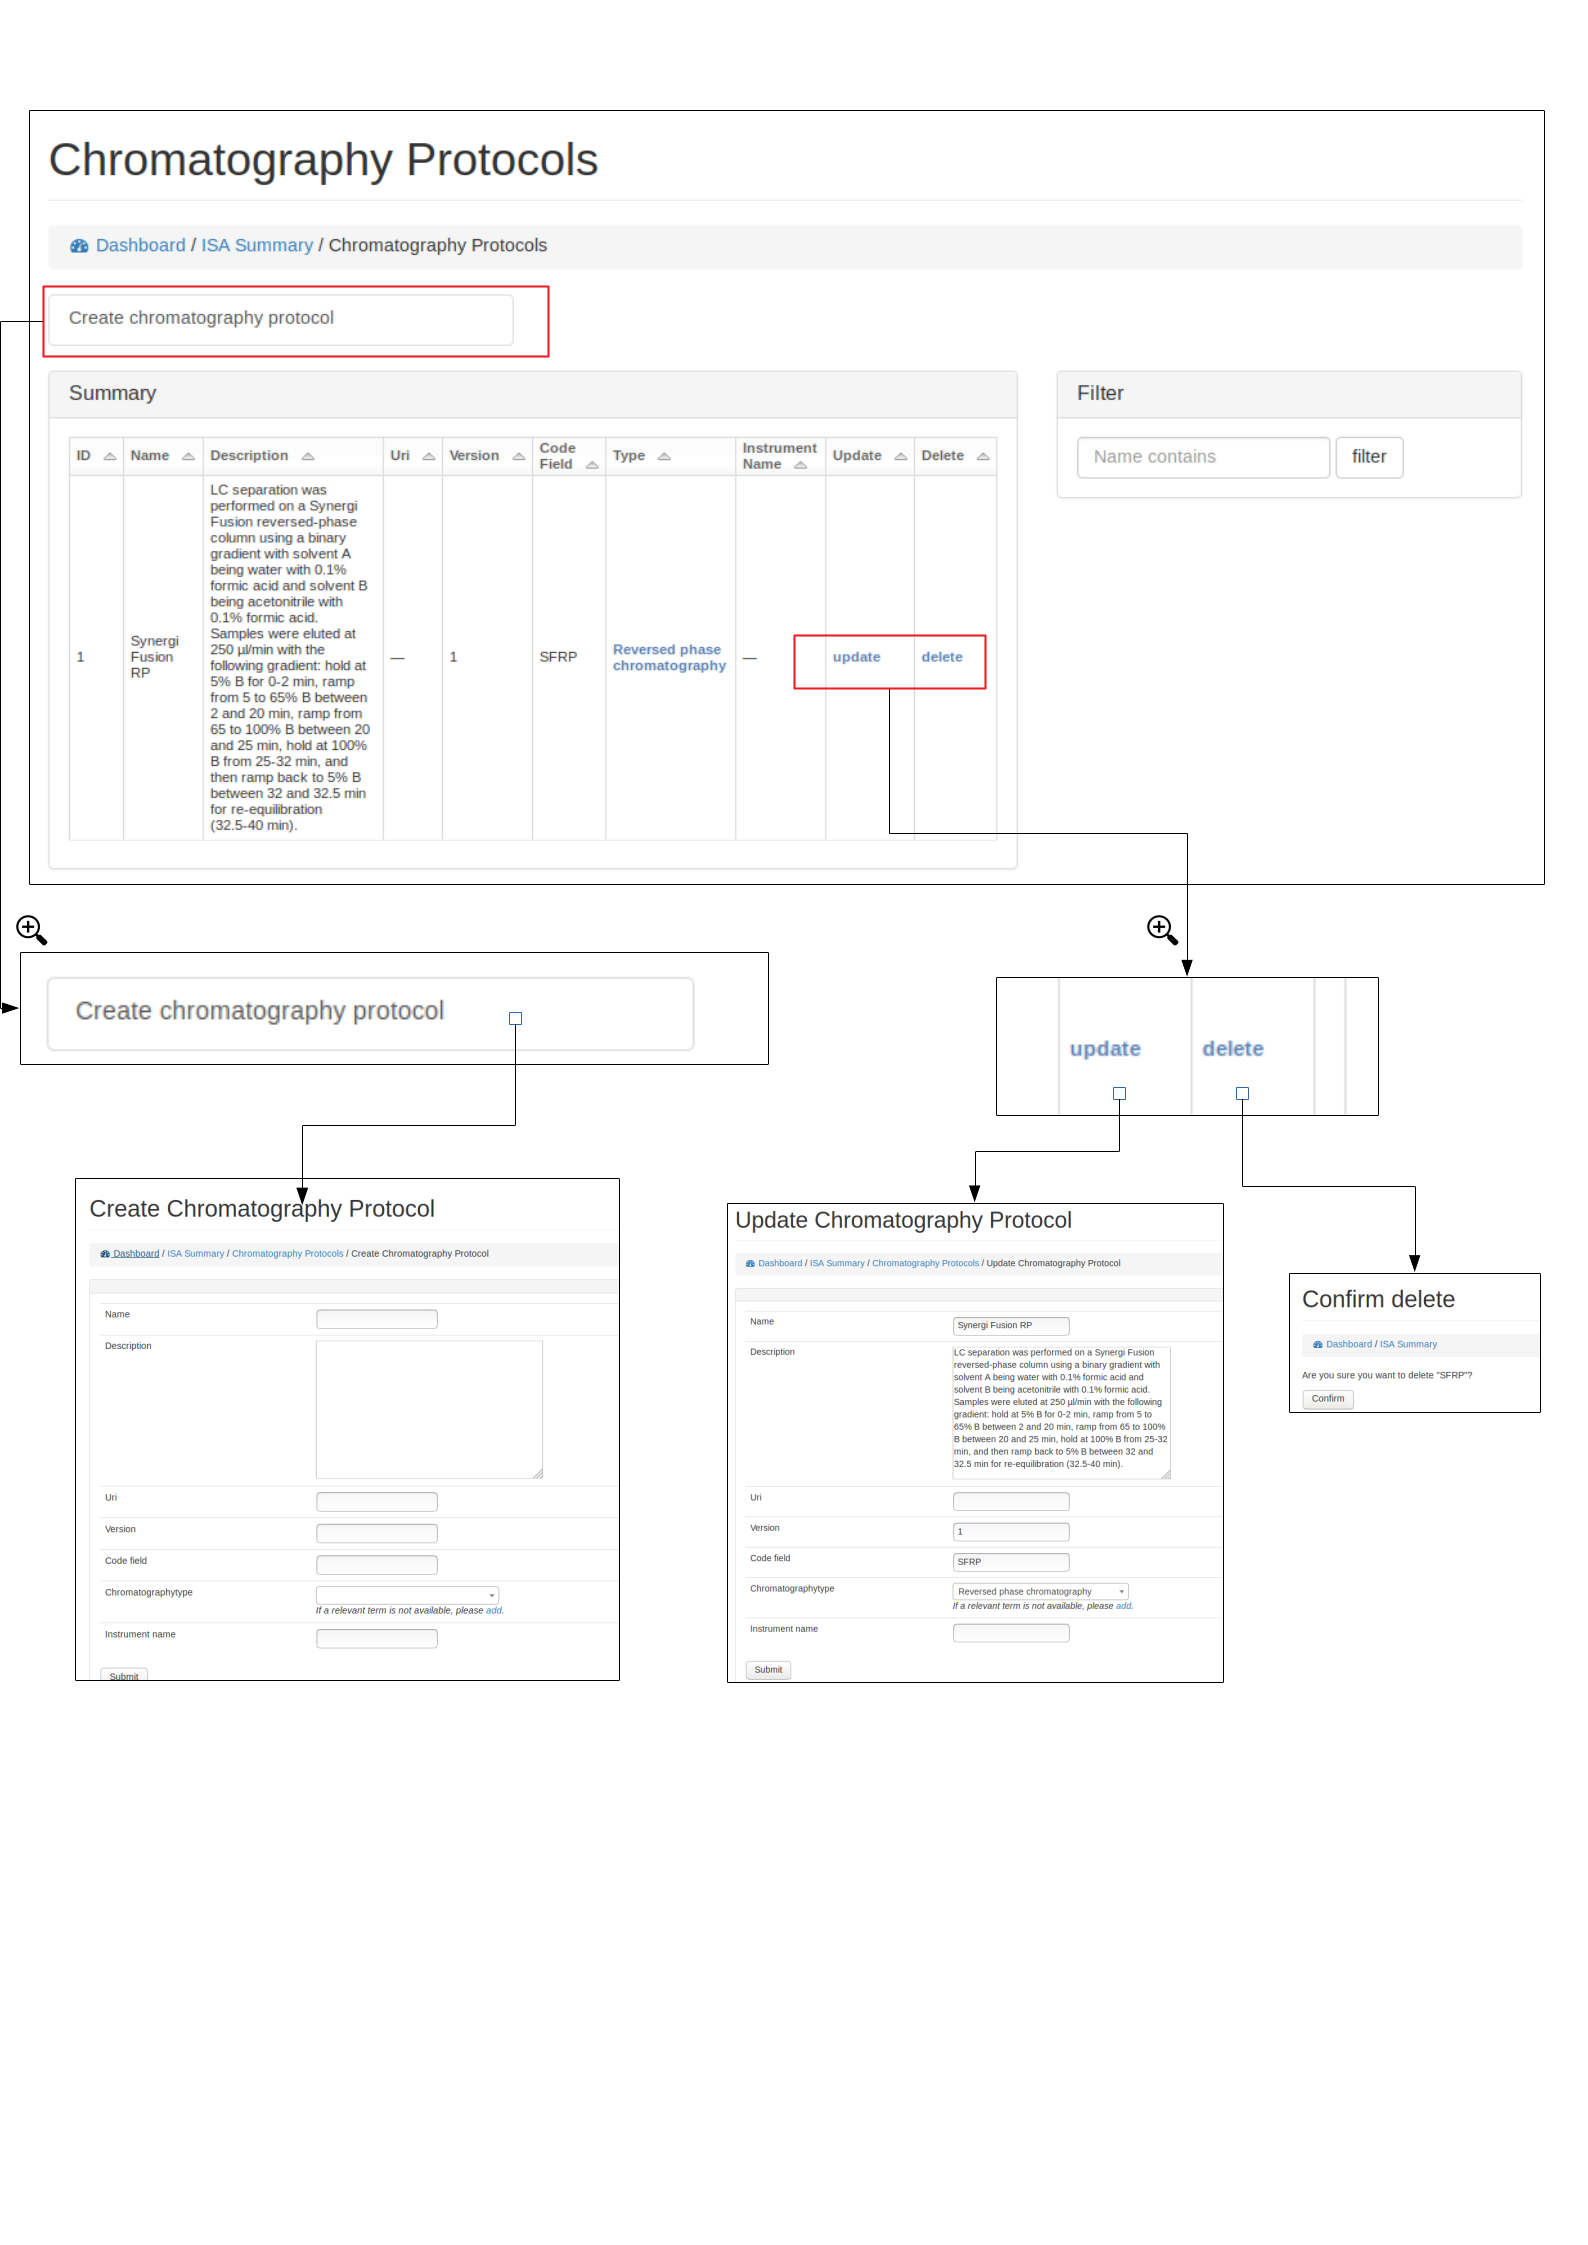 Chromatography Protocols
Dashboard / ISA Summary / Chromatography Protocols
Create chromatography protocol
Summary
Filter
Name contains
filter
ID Name Description Uri Version Code Field Type Instrument Name Update Delete
1
Synergi
Fusion
RP
LC separation was
performed on a Synergi
Fusion reversed-phase
column using a binary
gradient with solvent A
being water with 0.1%
formic acid and solvent B
being acetonitrile with
0.1% formic acid.
Samples were eluted at
250 µl/min with the
following gradient: hold at
5% B for 0-2 min, ramp
from 5 to 65% B between
2 and 20 min, ramp from
65 to 100% B between 20
and 25 min, hold at 100%
B from 25-32 min, and
then ramp back to 5% B
between 32 and 32.5 min
for re-equilibration
(32.5-40 min).
—
1
SFRP
Reversed phase
chromatography
—
update
delete
Create chromatography protocol
update
delete
Create Chromatography Protocol
Dashboard / ISA Summary / Chromatography Protocols / Create Chromatography Protocol
Name
Description
Uri
Version
Code field
Chromatographytype
If a relevant term is not available, please add.
Instrument name
Submit
Update Chromatography Protocol
Dashboard / ISA Summary / Chromatography Protocols / Update Chromatography Protocol
Name
Synergi Fusion RP
Description
LC separation was performed on a Synergi Fusion
reversed-phase column using a binary gradient with
solvent A being water with 0.1% formic acid and
solvent B being acetonitrile with 0.1% formic acid.
Samples were eluted at 250 µl/min with the following
gradient: hold at 5% B for 0-2 min, ramp from 5 to
65% B between 2 and 20 min, ramp from 65 to 100%
B between 20 and 25 min, hold at 100% B from 25-32
min, and then ramp back to 5% B between 32 and
32.5 min for re-equilibration (32.5-40 min).
Uri
Version
1
Code field
SFRP
Chromatographytype
Reversed phase chromatography
If a relevant term is not available, please add.
Instrument name
Submit
Confirm delete
Dashboard / ISA Summary
Are you sure you want to delete "SFRP"?
Confirm